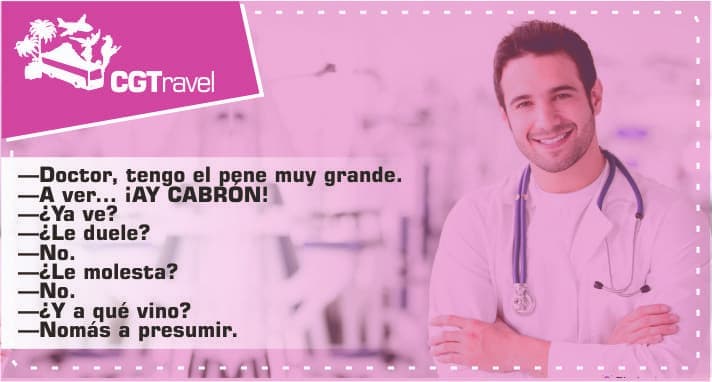 CGTravel
—Doctor, tengo el pene muy grande.
—A ver... ¡AY CABRÓN!
—¿Ya ve?
—¿Le duele?
—No.
—¿Le molesta?
—No.
—¿Y a qué vino?
—Nomás a presumir.